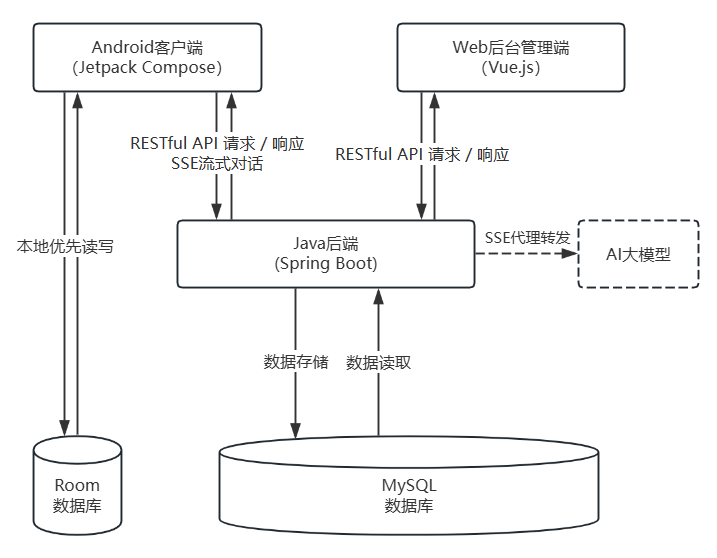 Android客户端
（Jetpack Compose）
Web后台管理端
（Vue.js）
RESTful API 请求 / 响应
SSE流式对话
RESTful API 请求 / 响应
本地优先读写
Java后端
(Spring Boot)
SSE代理转发
AI大模型
数据存储
数据读取
Room
数据库
MySQL
数据库